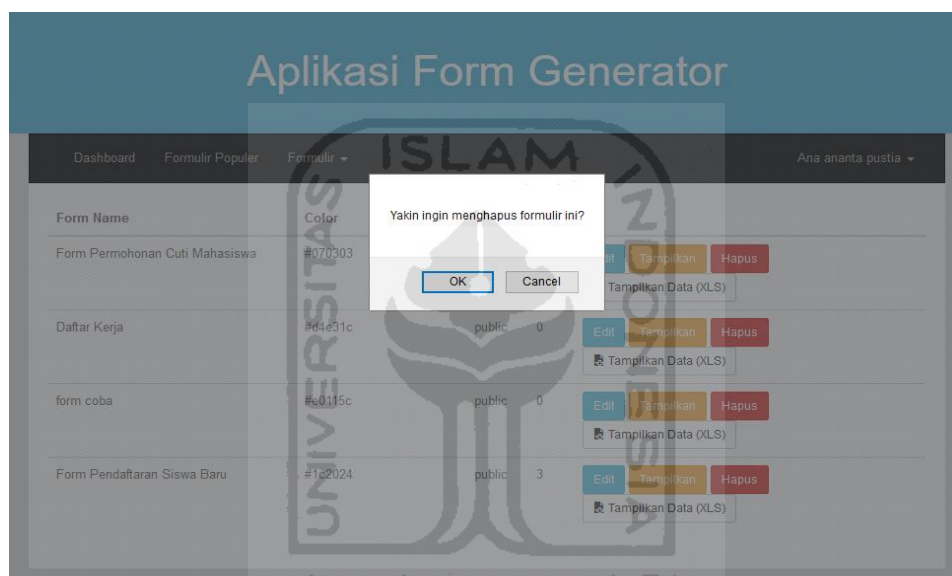 Aplikasi Form Generator
Dashboard Formulir Populer Formulir Ana ananta pustia
Form Name Color
Yakin ingin menghapus formulir ini?
OK Cancel
Form Permohonan Cuti Mahasiswa #070303 Tampilkan Hapus
Tampilkan Data (XLS)
Daftar Kerja #d4e31c public 0 Edit Tampilkan Hapus
Tampilkan Data (XLS)
form coba #e0115c public 0 Edit Tampilkan Hapus
Tampilkan Data (XLS)
Form Pendaftaran Siswa Baru #1c2024 public 3 Edit Tampilkan Hapus
Tampilkan Data (XLS)
UNIVERSITAS ISLAM INDONESIA